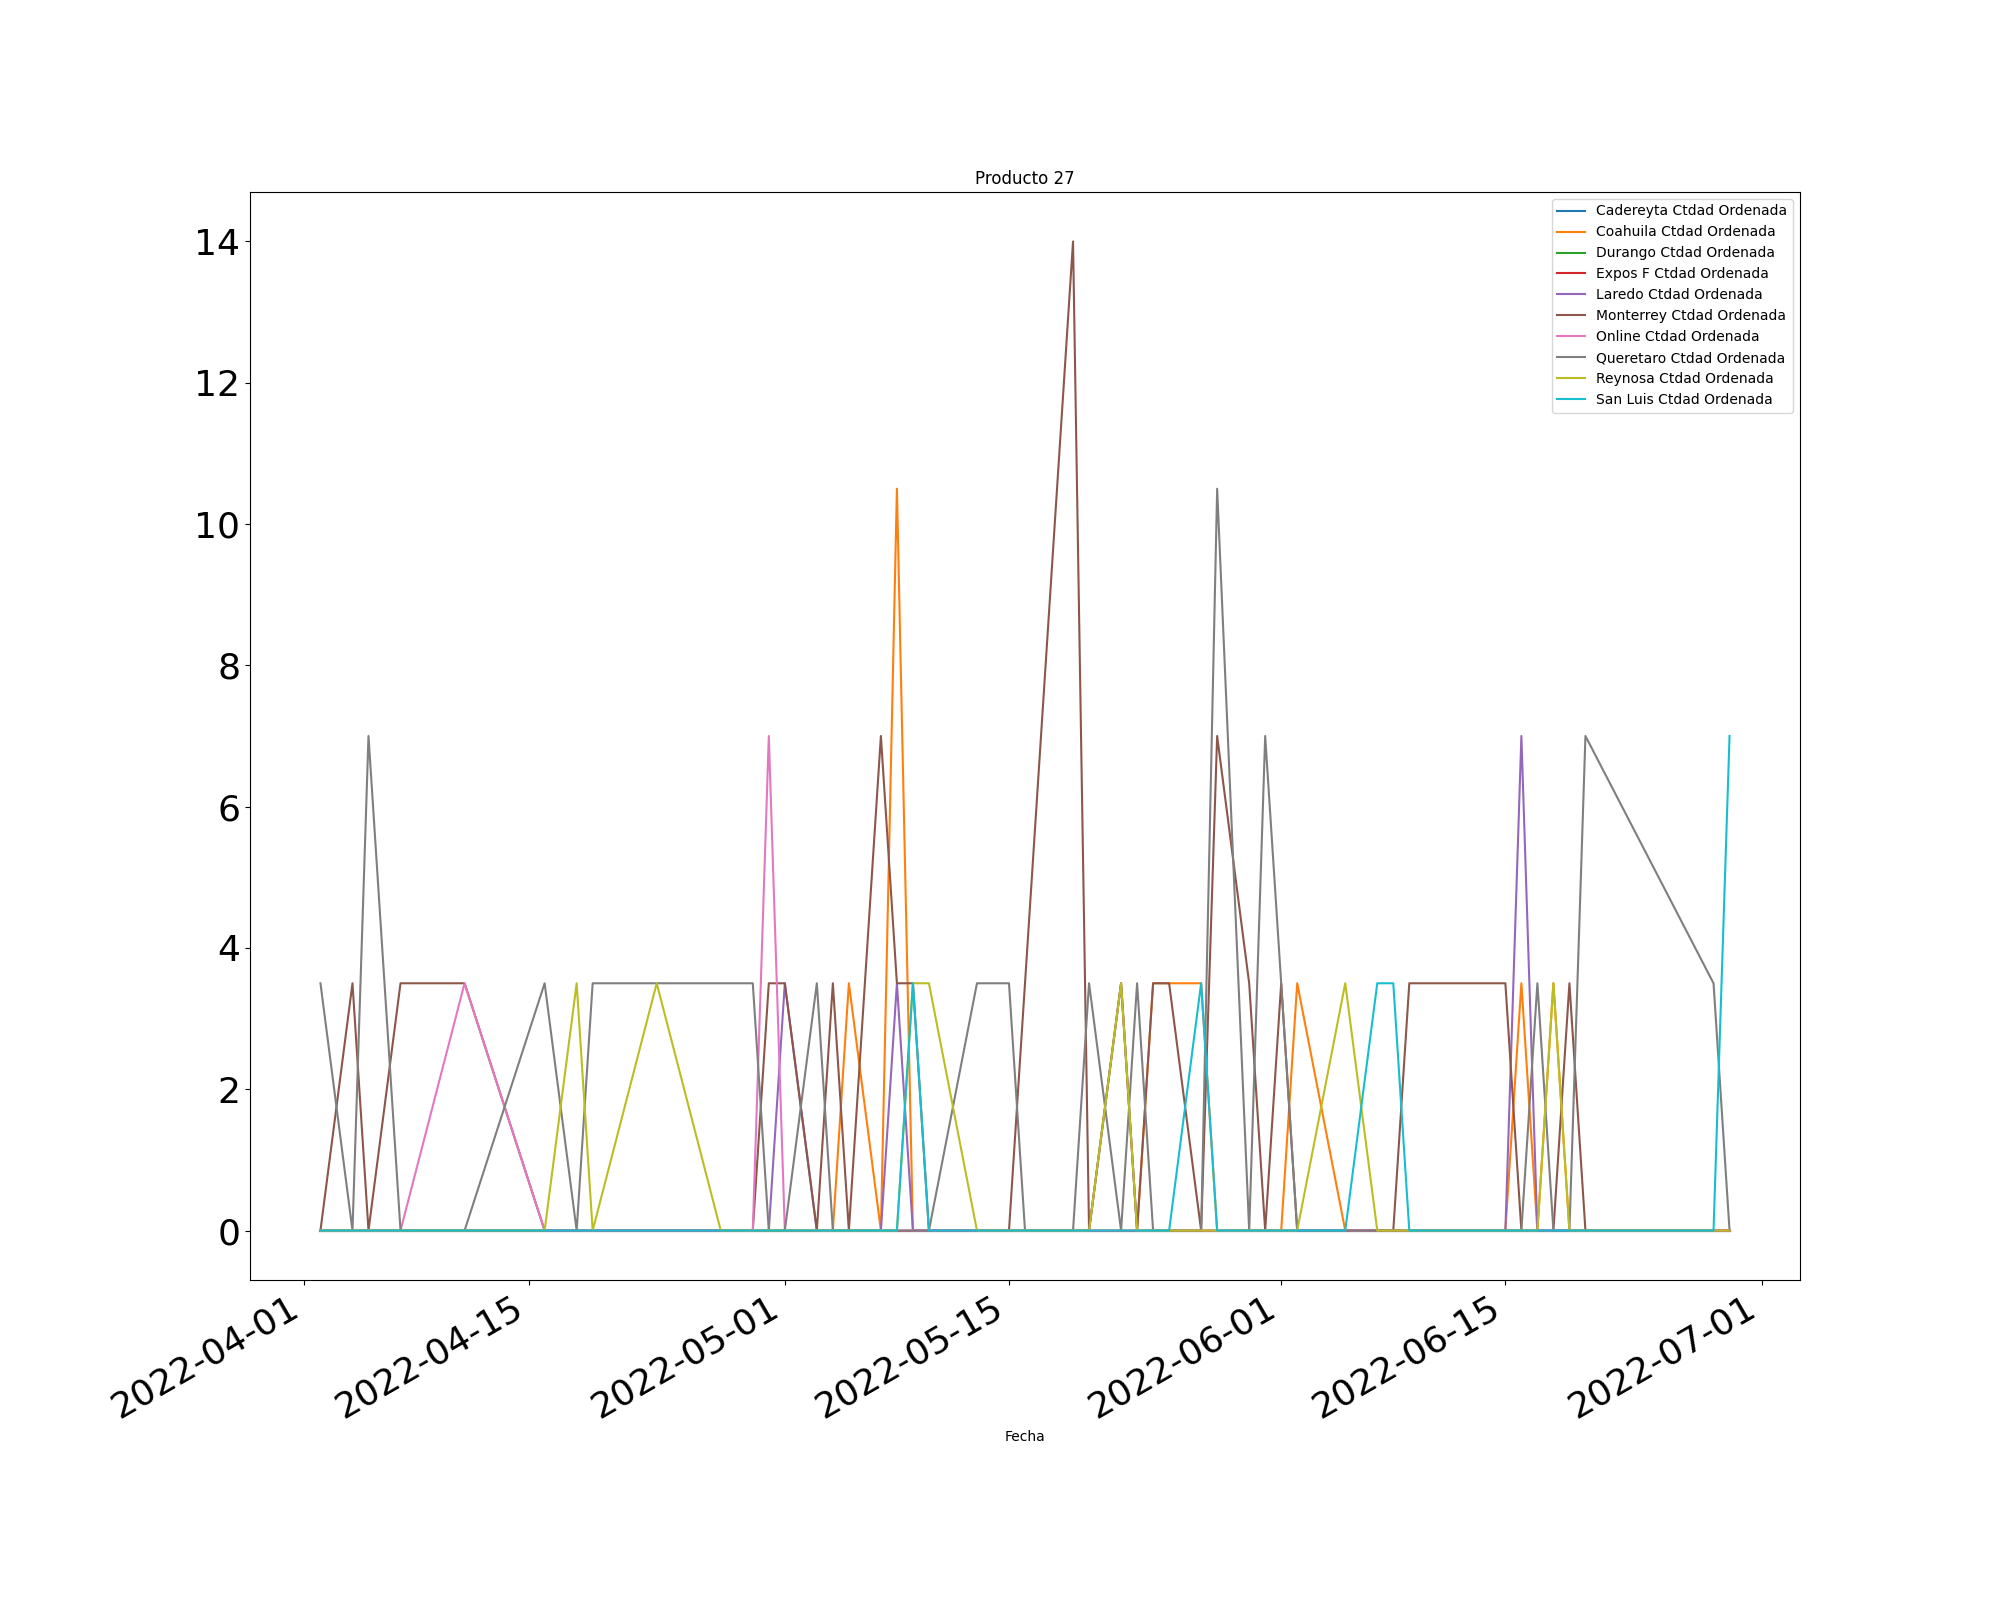 Producto 27
Cadereyta Ctdad Ordenada
Coahuila Ctdad Ordenada
Durango Ctdad Ordenada
Expos F Ctdad Ordenada
Laredo Ctdad Ordenada
Monterrey Ctdad Ordenada
Online Ctdad Ordenada
Queretaro Ctdad Ordenada
Reynosa Ctdad Ordenada
San Luis Ctdad Ordenada
14
12
10
8
6
4
2
0
2022-04-01
2022-04-15
2022-05-01
2022-05-15
2022-06-01
2022-06-15
2022-07-01
Fecha